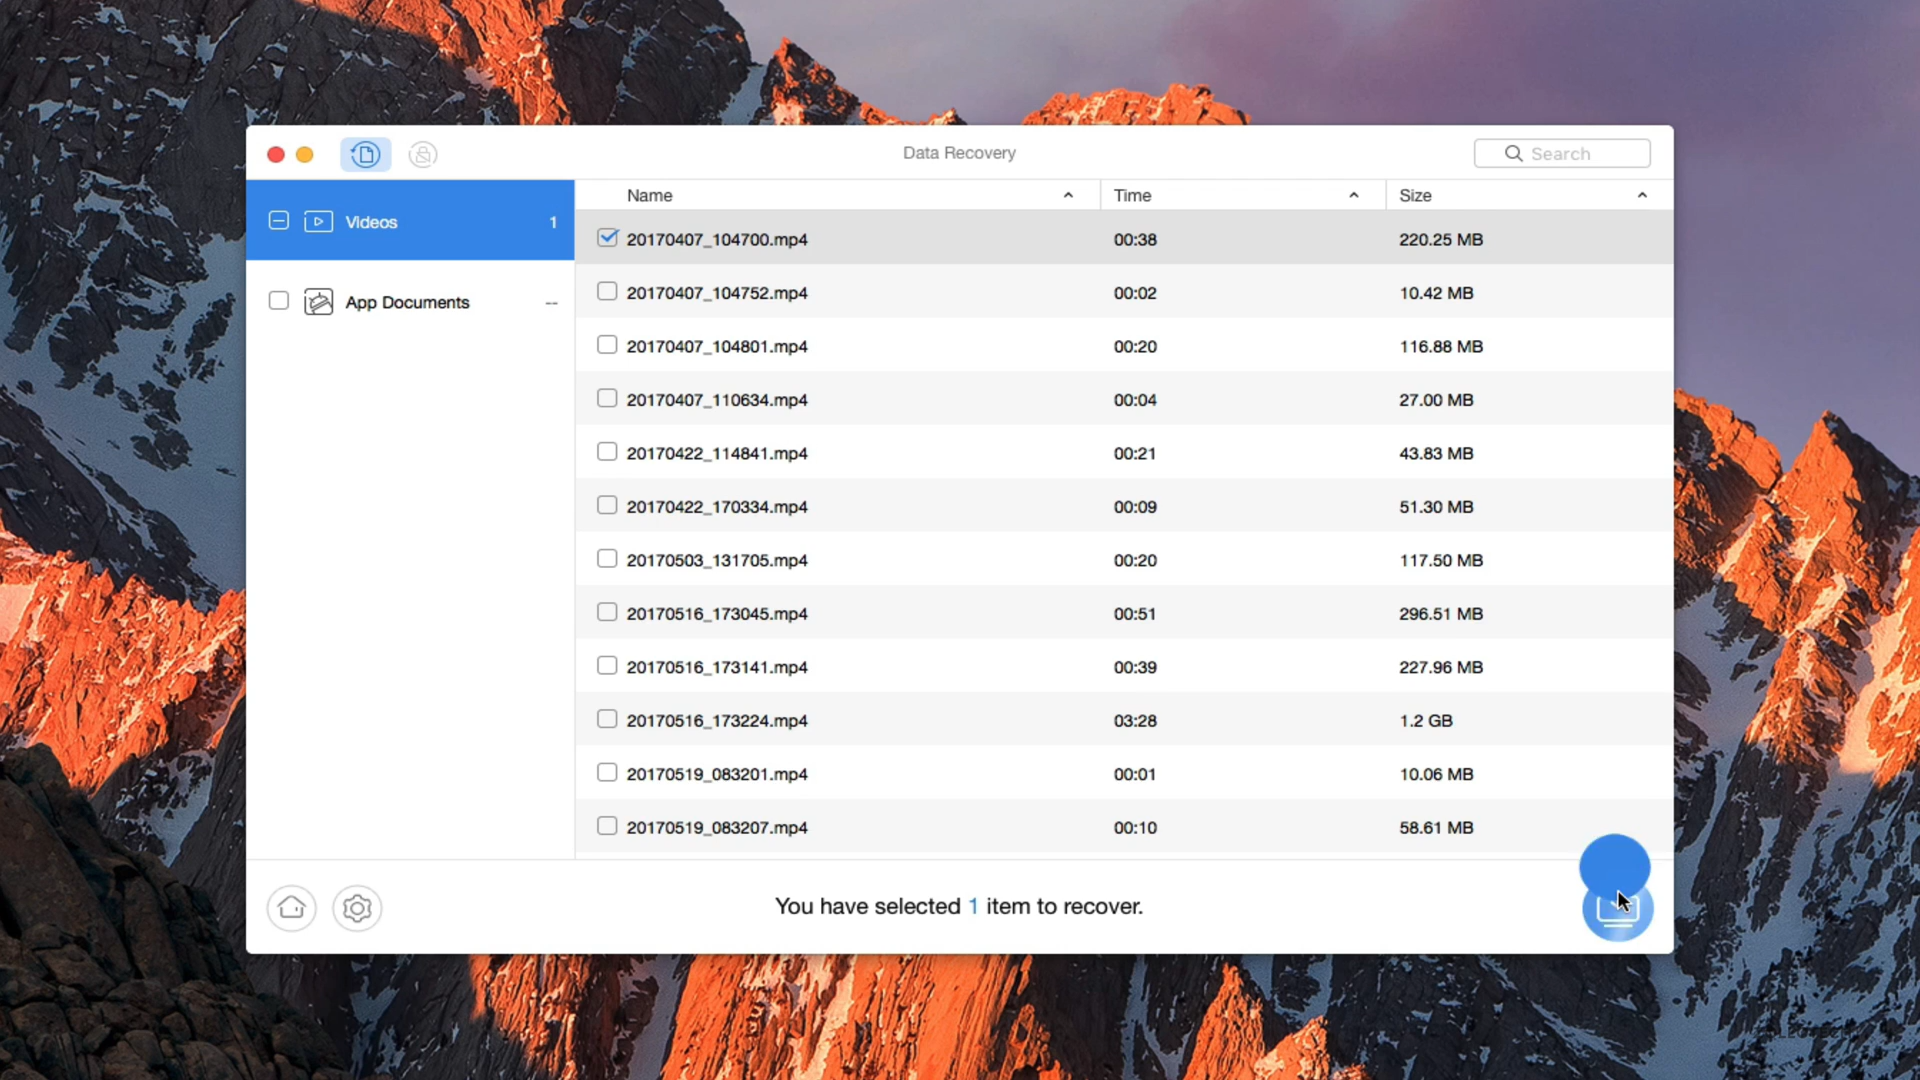 Data Recovery
Search
Name Time Size
Videos 1
20170407_104700.mp4 00:38 220.25 MB
20170407_104752.mp4 00:02 10.42 MB
App Documents --
20170407_104801.mp4 00:20 116.88 MB
20170407_110634.mp4 00:04 27.00 MB
20170422_114841.mp4 00:21 43.83 MB
20170422_170334.mp4 00:09 51.30 MB
20170503_131705.mp4 00:20 117.50 MB
20170516_173045.mp4 00:51 296.51 MB
20170516_173141.mp4 00:39 227.96 MB
20170516_173224.mp4 03:28 1.2 GB
20170519_083201.mp4 00:01 10.06 MB
20170519_083207.mp4 00:10 58.61 MB
You have selected 1 item to recover.